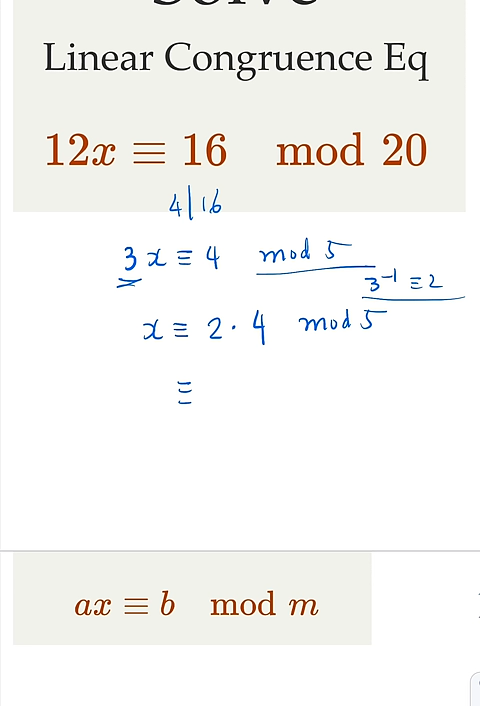 Linear Congruence Eq
12x ≡ 16 mod 20
4|16
3x ≡ 4 mod 5
3⁻¹ ≡ 2
x ≡ 2 · 4 mod 5
≡
ax ≡ b mod m